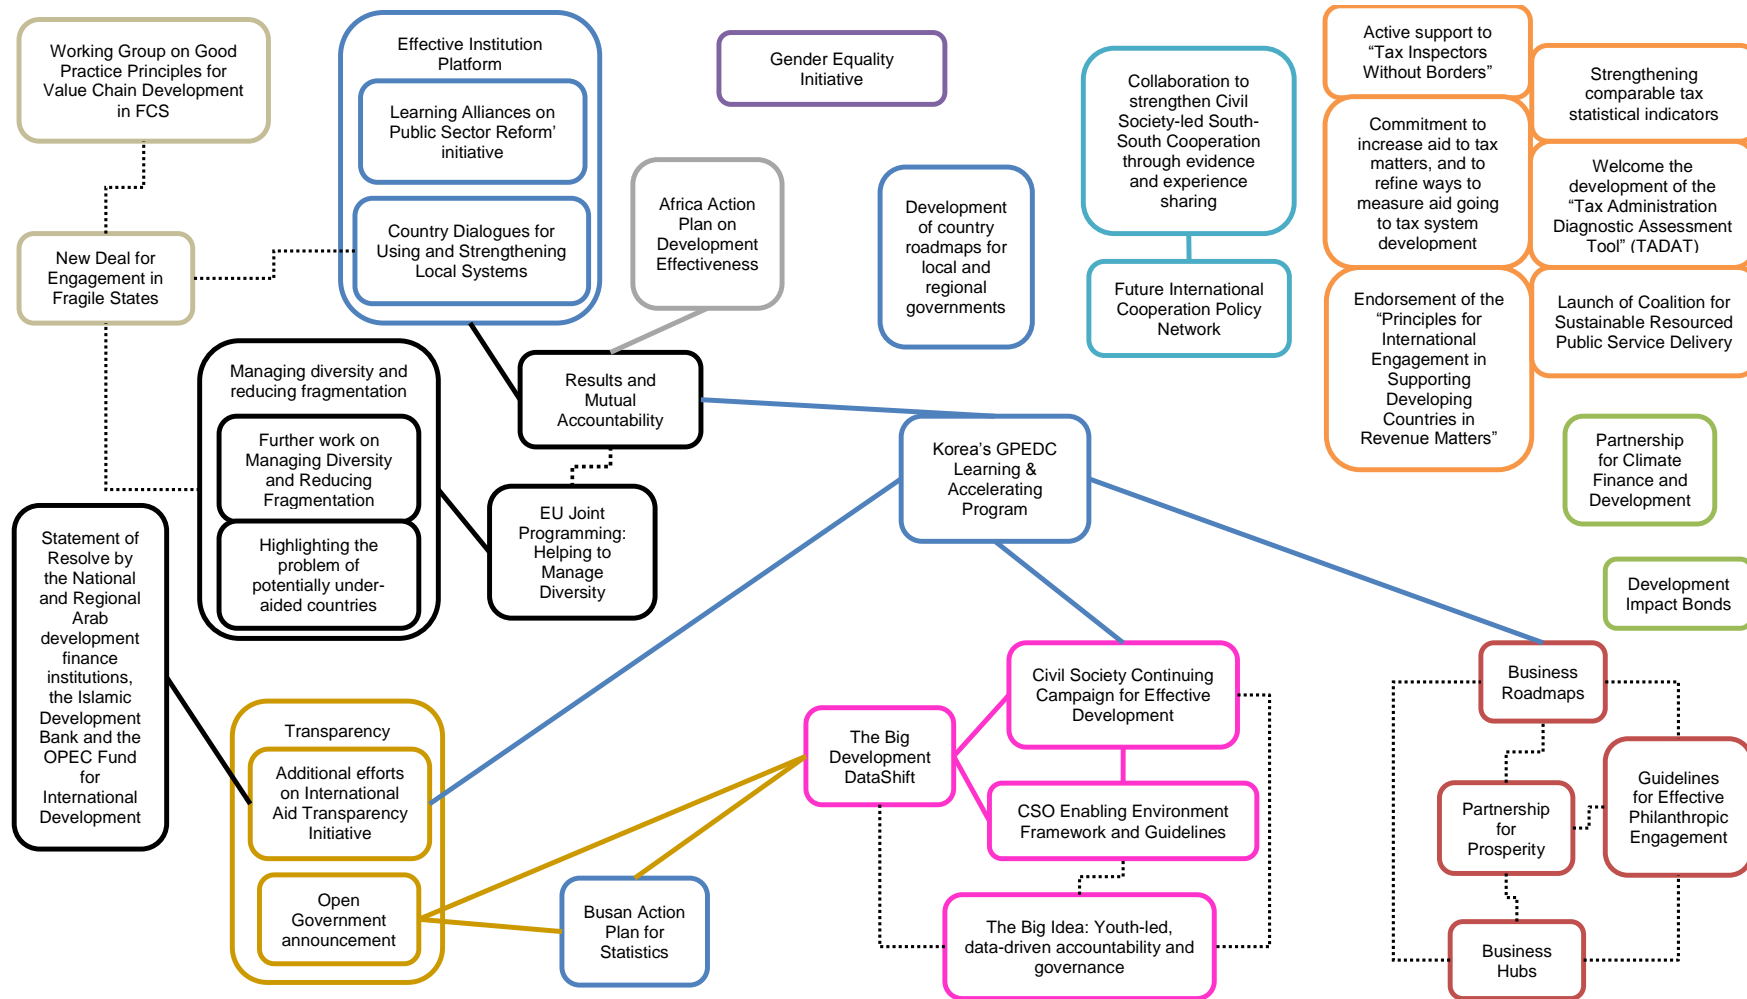 Working Group on Good
Practice Principles for
Value Chain Development
in FCS
New Deal for
Engagement in
Fragile States
Effective Institution
Platform
Learning Alliances on
Public Sector Reform’
initiative
Country Dialogues for
Using and Strengthening
Local Systems
Gender Equality
Initiative
Africa Action
Plan on
Development
Effectiveness
Development
of country
roadmaps for
local and
regional
governments
Collaboration to
strengthen Civil
Society-led South-
South Cooperation
through evidence
and experience
sharing
Future International
Cooperation Policy
Network
Active support to
“Tax Inspectors
Without Borders”
Commitment to
increase aid to tax
matters, and to
refine ways to
measure aid going
to tax system
development
Endorsement of the
“Principles for
International
Engagement in
Supporting
Developing
Countries in
Revenue Matters”
Strengthening
comparable tax
statistical indicators
Welcome the
development of the
“Tax Administration
Diagnostic Assessment
Tool” (TADAT)
Launch of Coalition for
Sustainable Resourced
Public Service Delivery
Partnership
for Climate
Finance and
Development
Development
Impact Bonds
Managing diversity and
reducing fragmentation
Further work on
Managing Diversity
and Reducing
Fragmentation
Highlighting the
problem of
potentially under-
aided countries
Results and
Mutual
Accountability
EU Joint
Programming:
Helping to
Manage
Diversity
Korea’s GPEDC
Learning &
Accelerating
Program
Statement of
Resolve by
the National
and Regional
Arab
development
finance
institutions,
the Islamic
Development
Bank and the
OPEC Fund
for
International
Development
Transparency
Additional efforts
on International
Aid Transparency
Initiative
Open
Government
announcement
Busan Action
Plan for
Statistics
The Big
Development
DataShift
Civil Society Continuing
Campaign for Effective
Development
CSO Enabling Environment
Framework and Guidelines
The Big Idea: Youth-led,
data-driven accountability and
governance
Business
Roadmaps
Partnership
for
Prosperity
Guidelines
for Effective
Philanthropic
Engagement
Business
Hubs